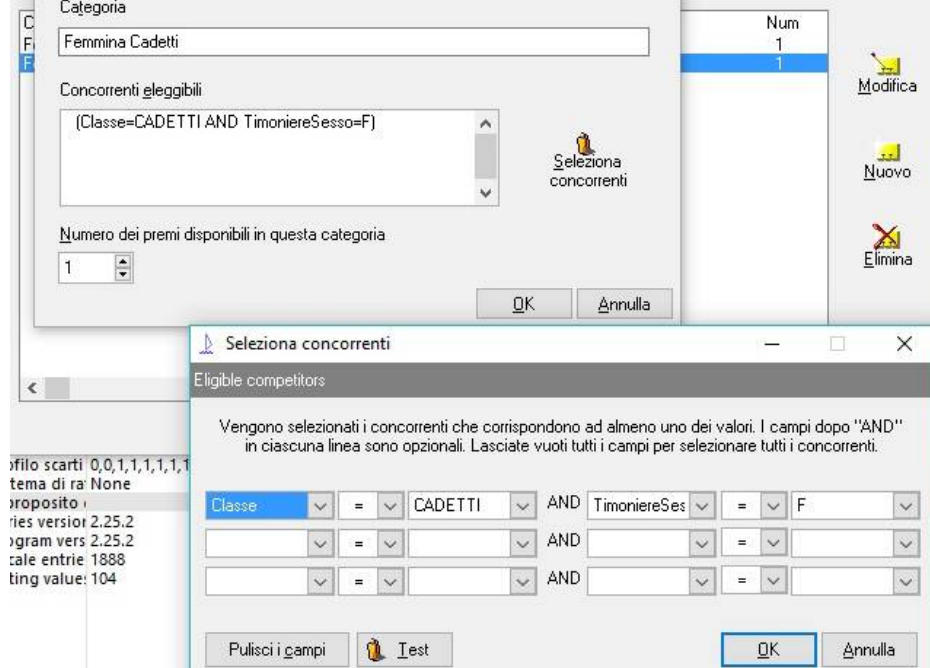 Categoria
Num
Femmina Cadetti
1
1
Concorrenti eleggibili
Modifica
(Classe=CADETTI AND TimoniereSesso=F)
Seleziona
concorrenti
Nuovo
Numero dei premi disponibili in questa categoria
1
Elimina
OK Annulla
Seleziona concorrenti
Eligible competitors
Vengono selezionati i concorrenti che corrispondono ad almeno uno dei valori. I campi dopo "AND"
in ciascuna linea sono opzionali. Lasciate vuoti tutti i campi per selezionare tutti i concorrenti.
ofilo scarti 0,0,1,1,1,1,1,1
tema di ra None
proposito
ries version 2.25.2
ogram vers 2.25.2
cale entrie 1888
ting value: 104
Classe = CADETTI AND TimoniereSes = F
= AND =
= AND =
Pulisci i campi Test OK Annulla